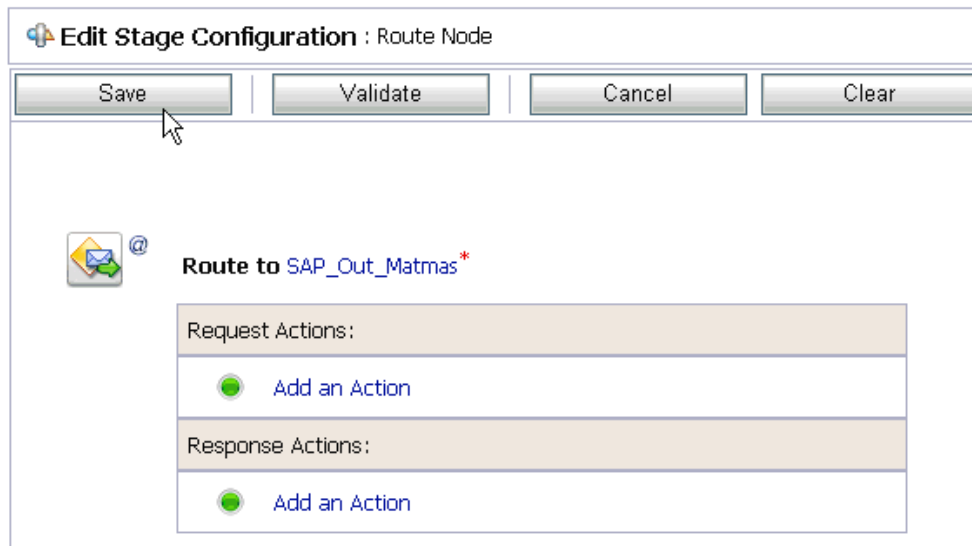 Edit Stage Configuration : Route Node
Save Validate Cancel Clear
@
Route to SAP_Out_Matmas*
Request Actions:
Add an Action
Response Actions:
Add an Action